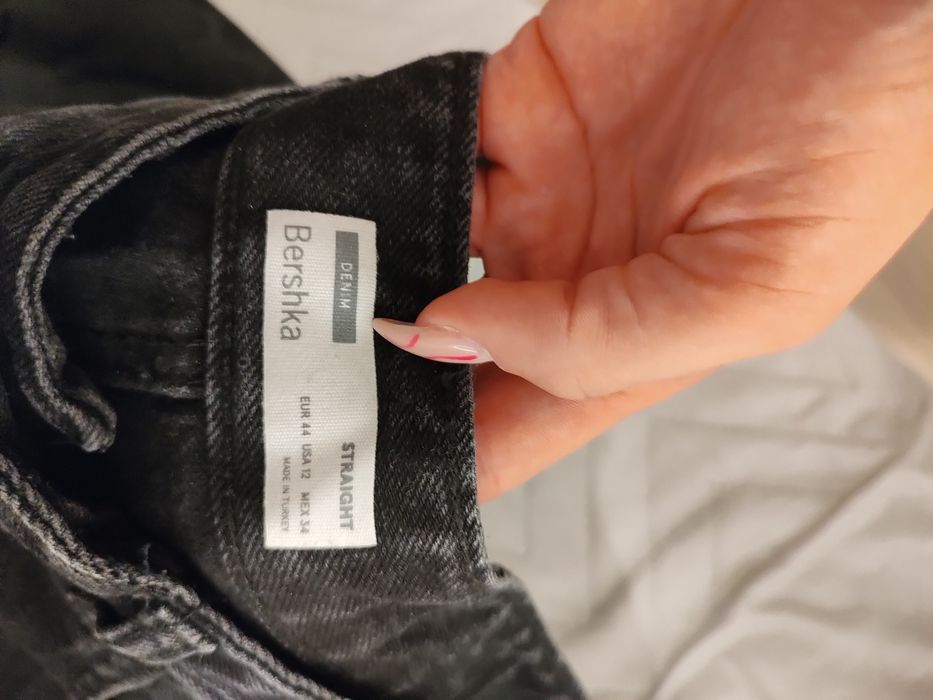 DENIM
Bershka
STRAIGHT
EUR 44 USA 12 MEX 34
MADE IN TURKEY